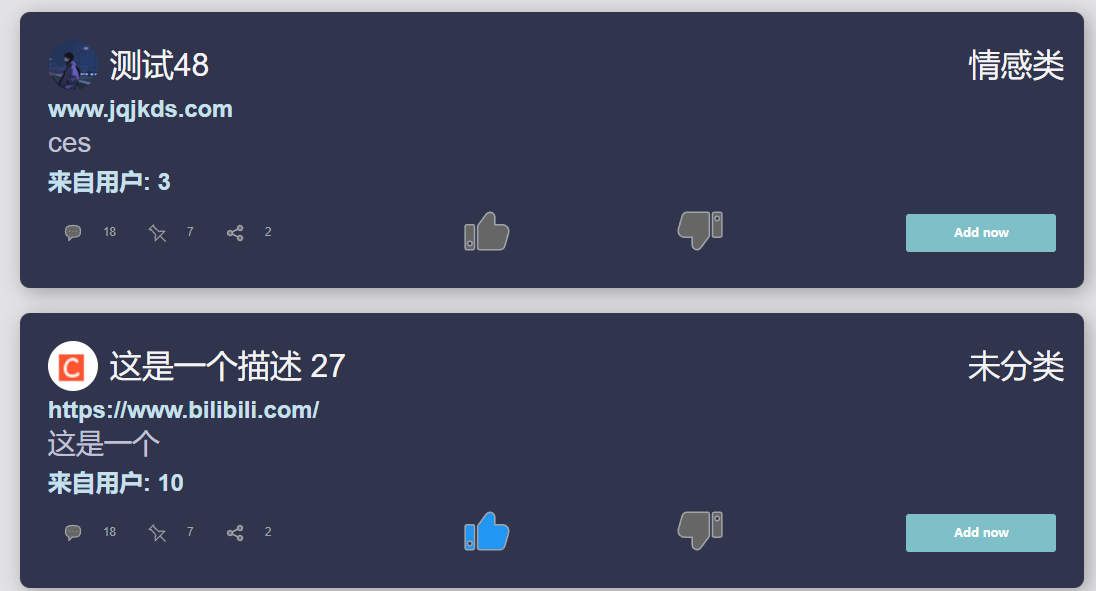 测试48 情感类
www.jqjkds.com
ces
来自用户: 3
18 7 2 Add now
C 这是一个描述 27 未分类
https://www.bilibili.com/
这是一个
来自用户: 10
18 7 2 Add now